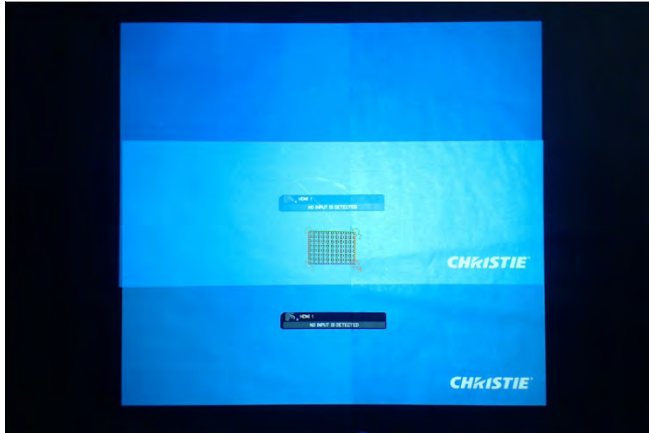 HDMI 1
NO INPUT IS DETECTED
CHRISTIE
HDMI 1
NO INPUT IS DETECTED
CHRISTIE